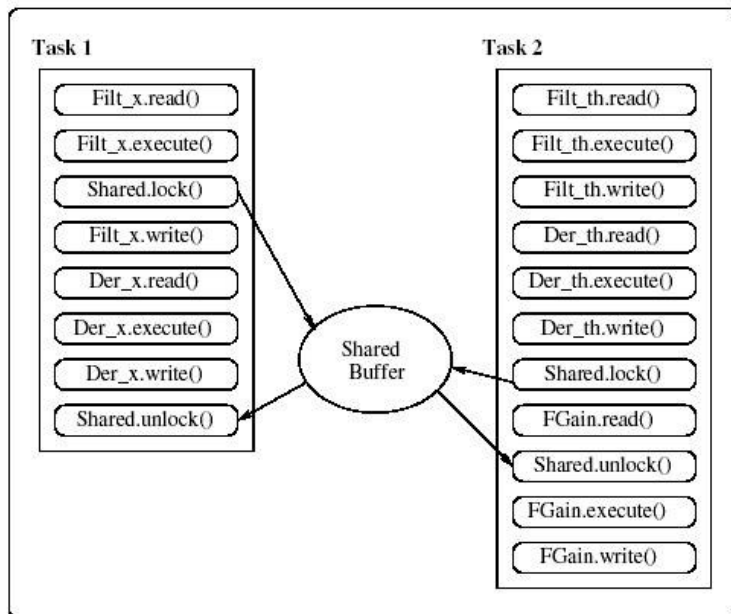 Task 1
Filt_x.read()
Filt_x.execute()
Shared.lock()
Filt_x.write()
Der_x.read()
Der_x.execute()
Der_x.write()
Shared.unlock()
Shared
Buffer
Task 2
Filt_th.read()
Filt_th.execute()
Filt_th.write()
Der_th.read()
Der_th.execute()
Der_th.write()
Shared.lock()
FGain.read()
Shared.unlock()
FGain.execute()
FGain.write()